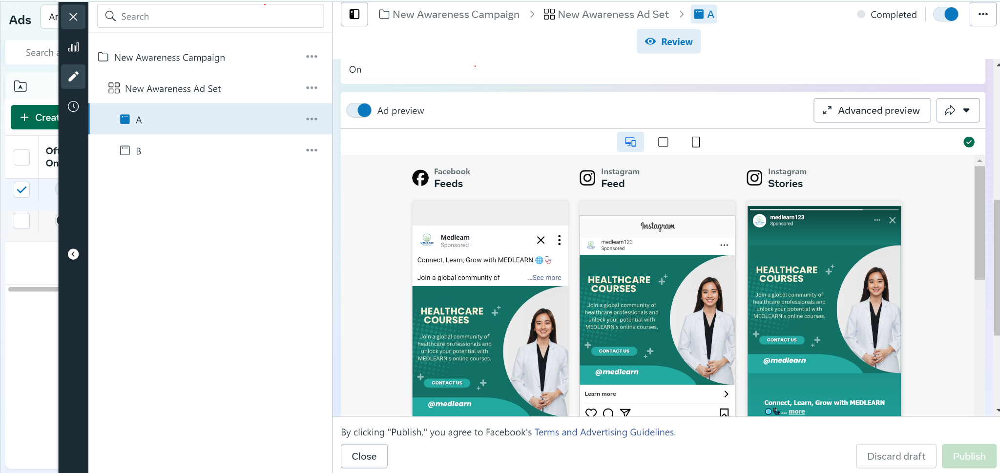 Ads
Ar
Search a
Creat
Off
On
Search
New Awareness Campaign
New Awareness Ad Set
A
B
New Awareness Campaign
New Awareness Ad Set
A
Completed
Review
On
Ad preview
Advanced preview
Facebook
Feeds
Instagram
Feed
Instagram
Stories
Medlearn
Sponsored ·
Connect, Learn, Grow with MEDLEARN 🌐🩺
Join a global community of
...See more
HEALTHCARE
COURSES
Join a global community of
healthcare professionals and
unlock your potential with
MEDLEARN's online courses.
CONTACT US
@medlearn
Instagram
medlearn123
Sponsored
HEALTHCARE
COURSES
Join a global community of
healthcare professionals and
unlock your potential with
MEDLEARN's online courses.
CONTACT US
@medlearn
Learn more
medlearn123
Sponsored
HEALTHCARE
COURSES
Join a global community of
healthcare professionals and
unlock your potential with
MEDLEARN's online courses.
CONTACT US
@medlearn
Connect, Learn, Grow with MEDLEARN
🌐🩺... more
By clicking "Publish," you agree to Facebook's Terms and Advertising Guidelines.
Close
Discard draft
Publish